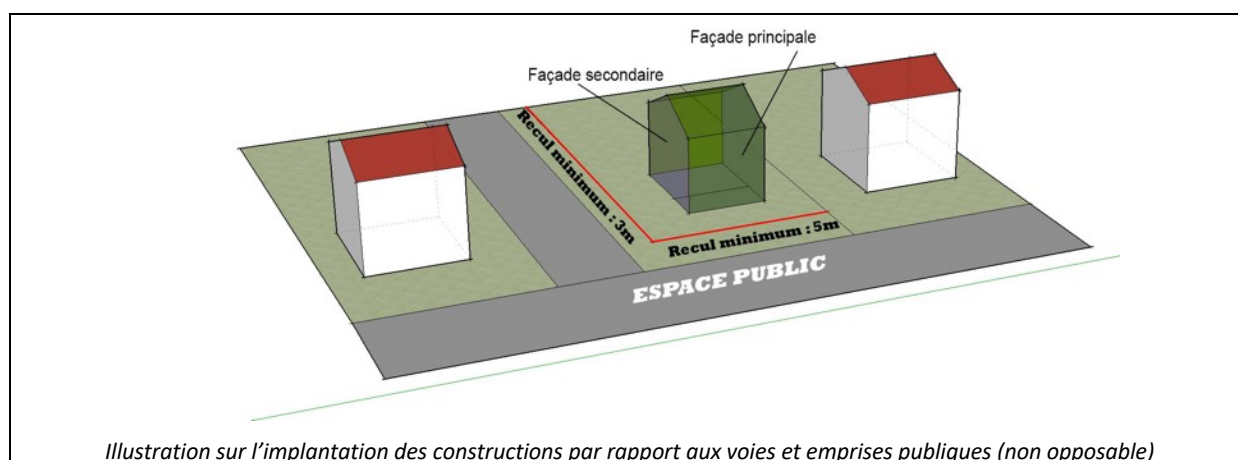 Façade principale
Façade secondaire
Recul minimum : 3m
Recul minimum : 5m
ESPACE PUBLIC
Illustration sur l’implantation des constructions par rapport aux voies et emprises publiques (non opposable)